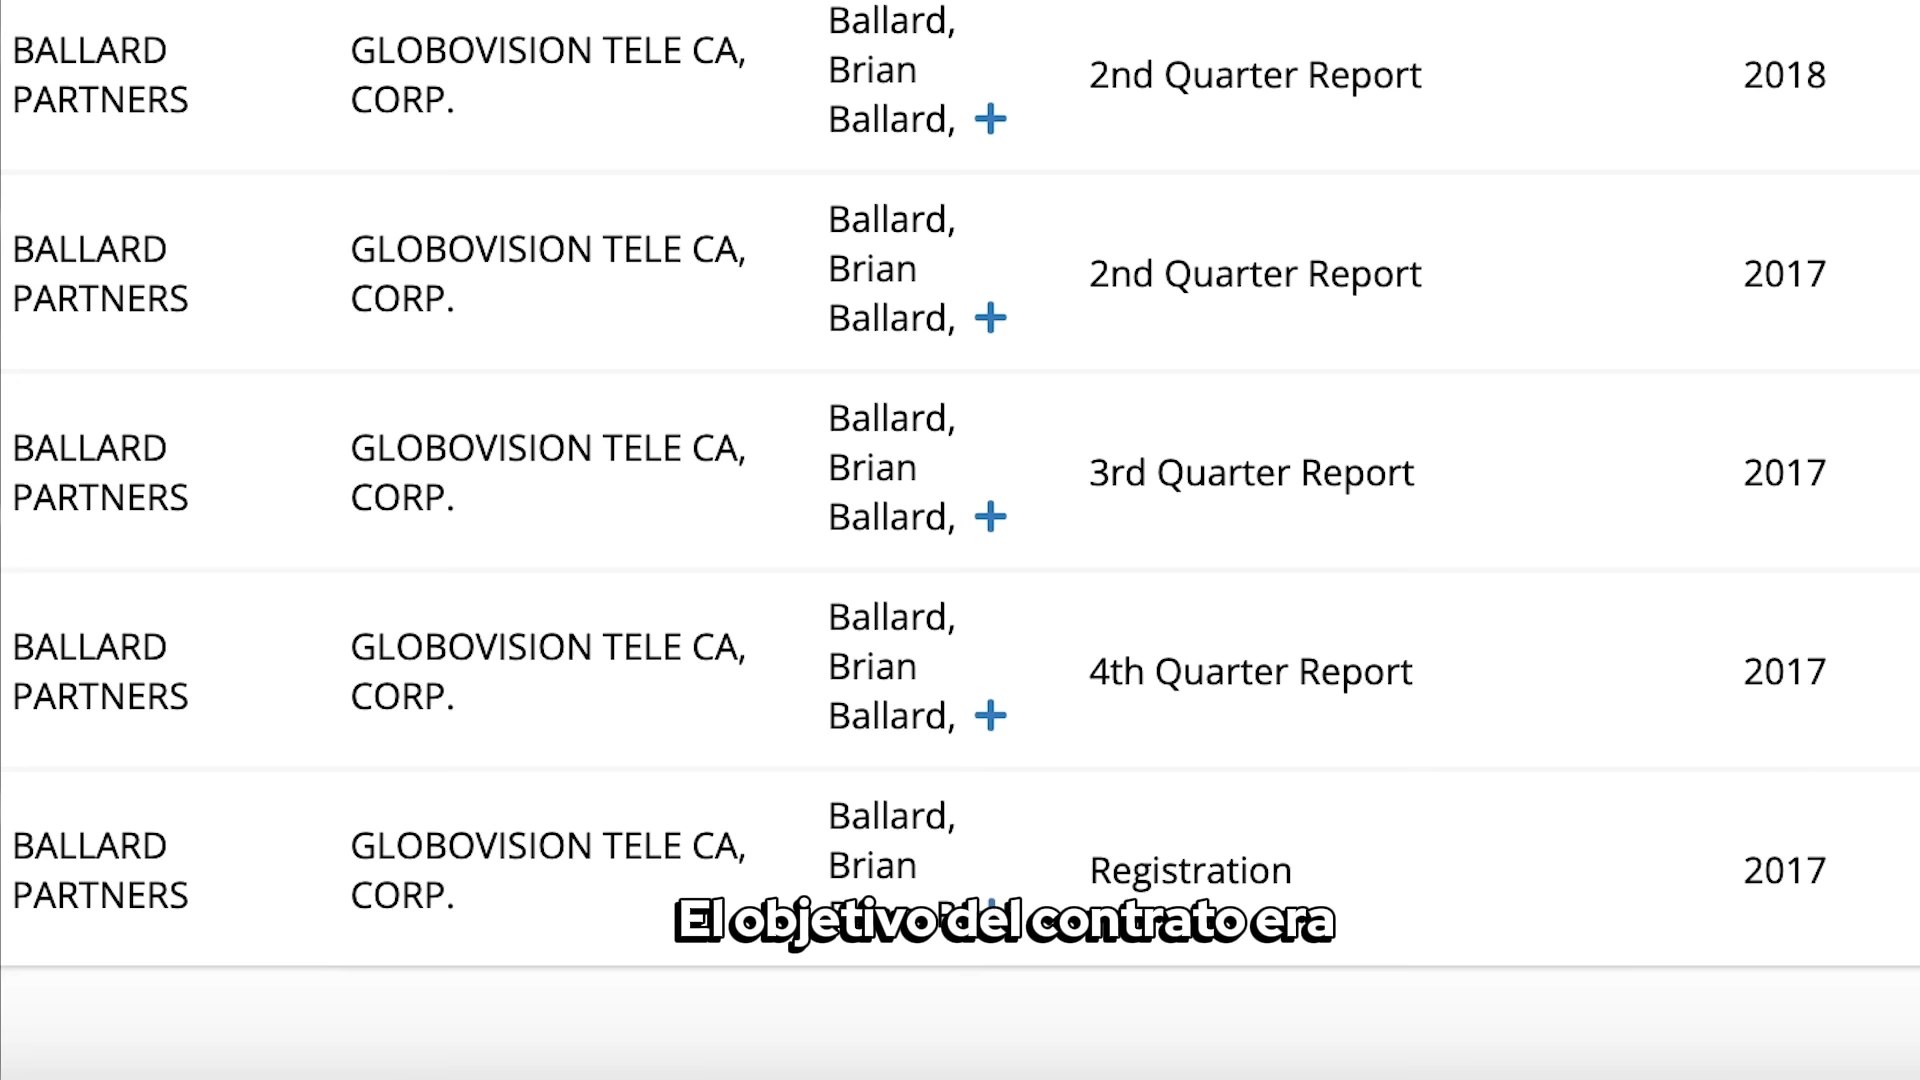 BALLARD
PARTNERS
GLOBOVISION TELE CA,
CORP.
Ballard,
Brian
Ballard,
2nd Quarter Report
2018
BALLARD
PARTNERS
GLOBOVISION TELE CA,
CORP.
Ballard,
Brian
Ballard,
2nd Quarter Report
2017
BALLARD
PARTNERS
GLOBOVISION TELE CA,
CORP.
Ballard,
Brian
Ballard,
3rd Quarter Report
2017
BALLARD
PARTNERS
GLOBOVISION TELE CA,
CORP.
Ballard,
Brian
Ballard,
4th Quarter Report
2017
BALLARD
PARTNERS
GLOBOVISION TELE CA,
CORP.
Ballard,
Brian
Registration
2017
El objetivo del contrato era